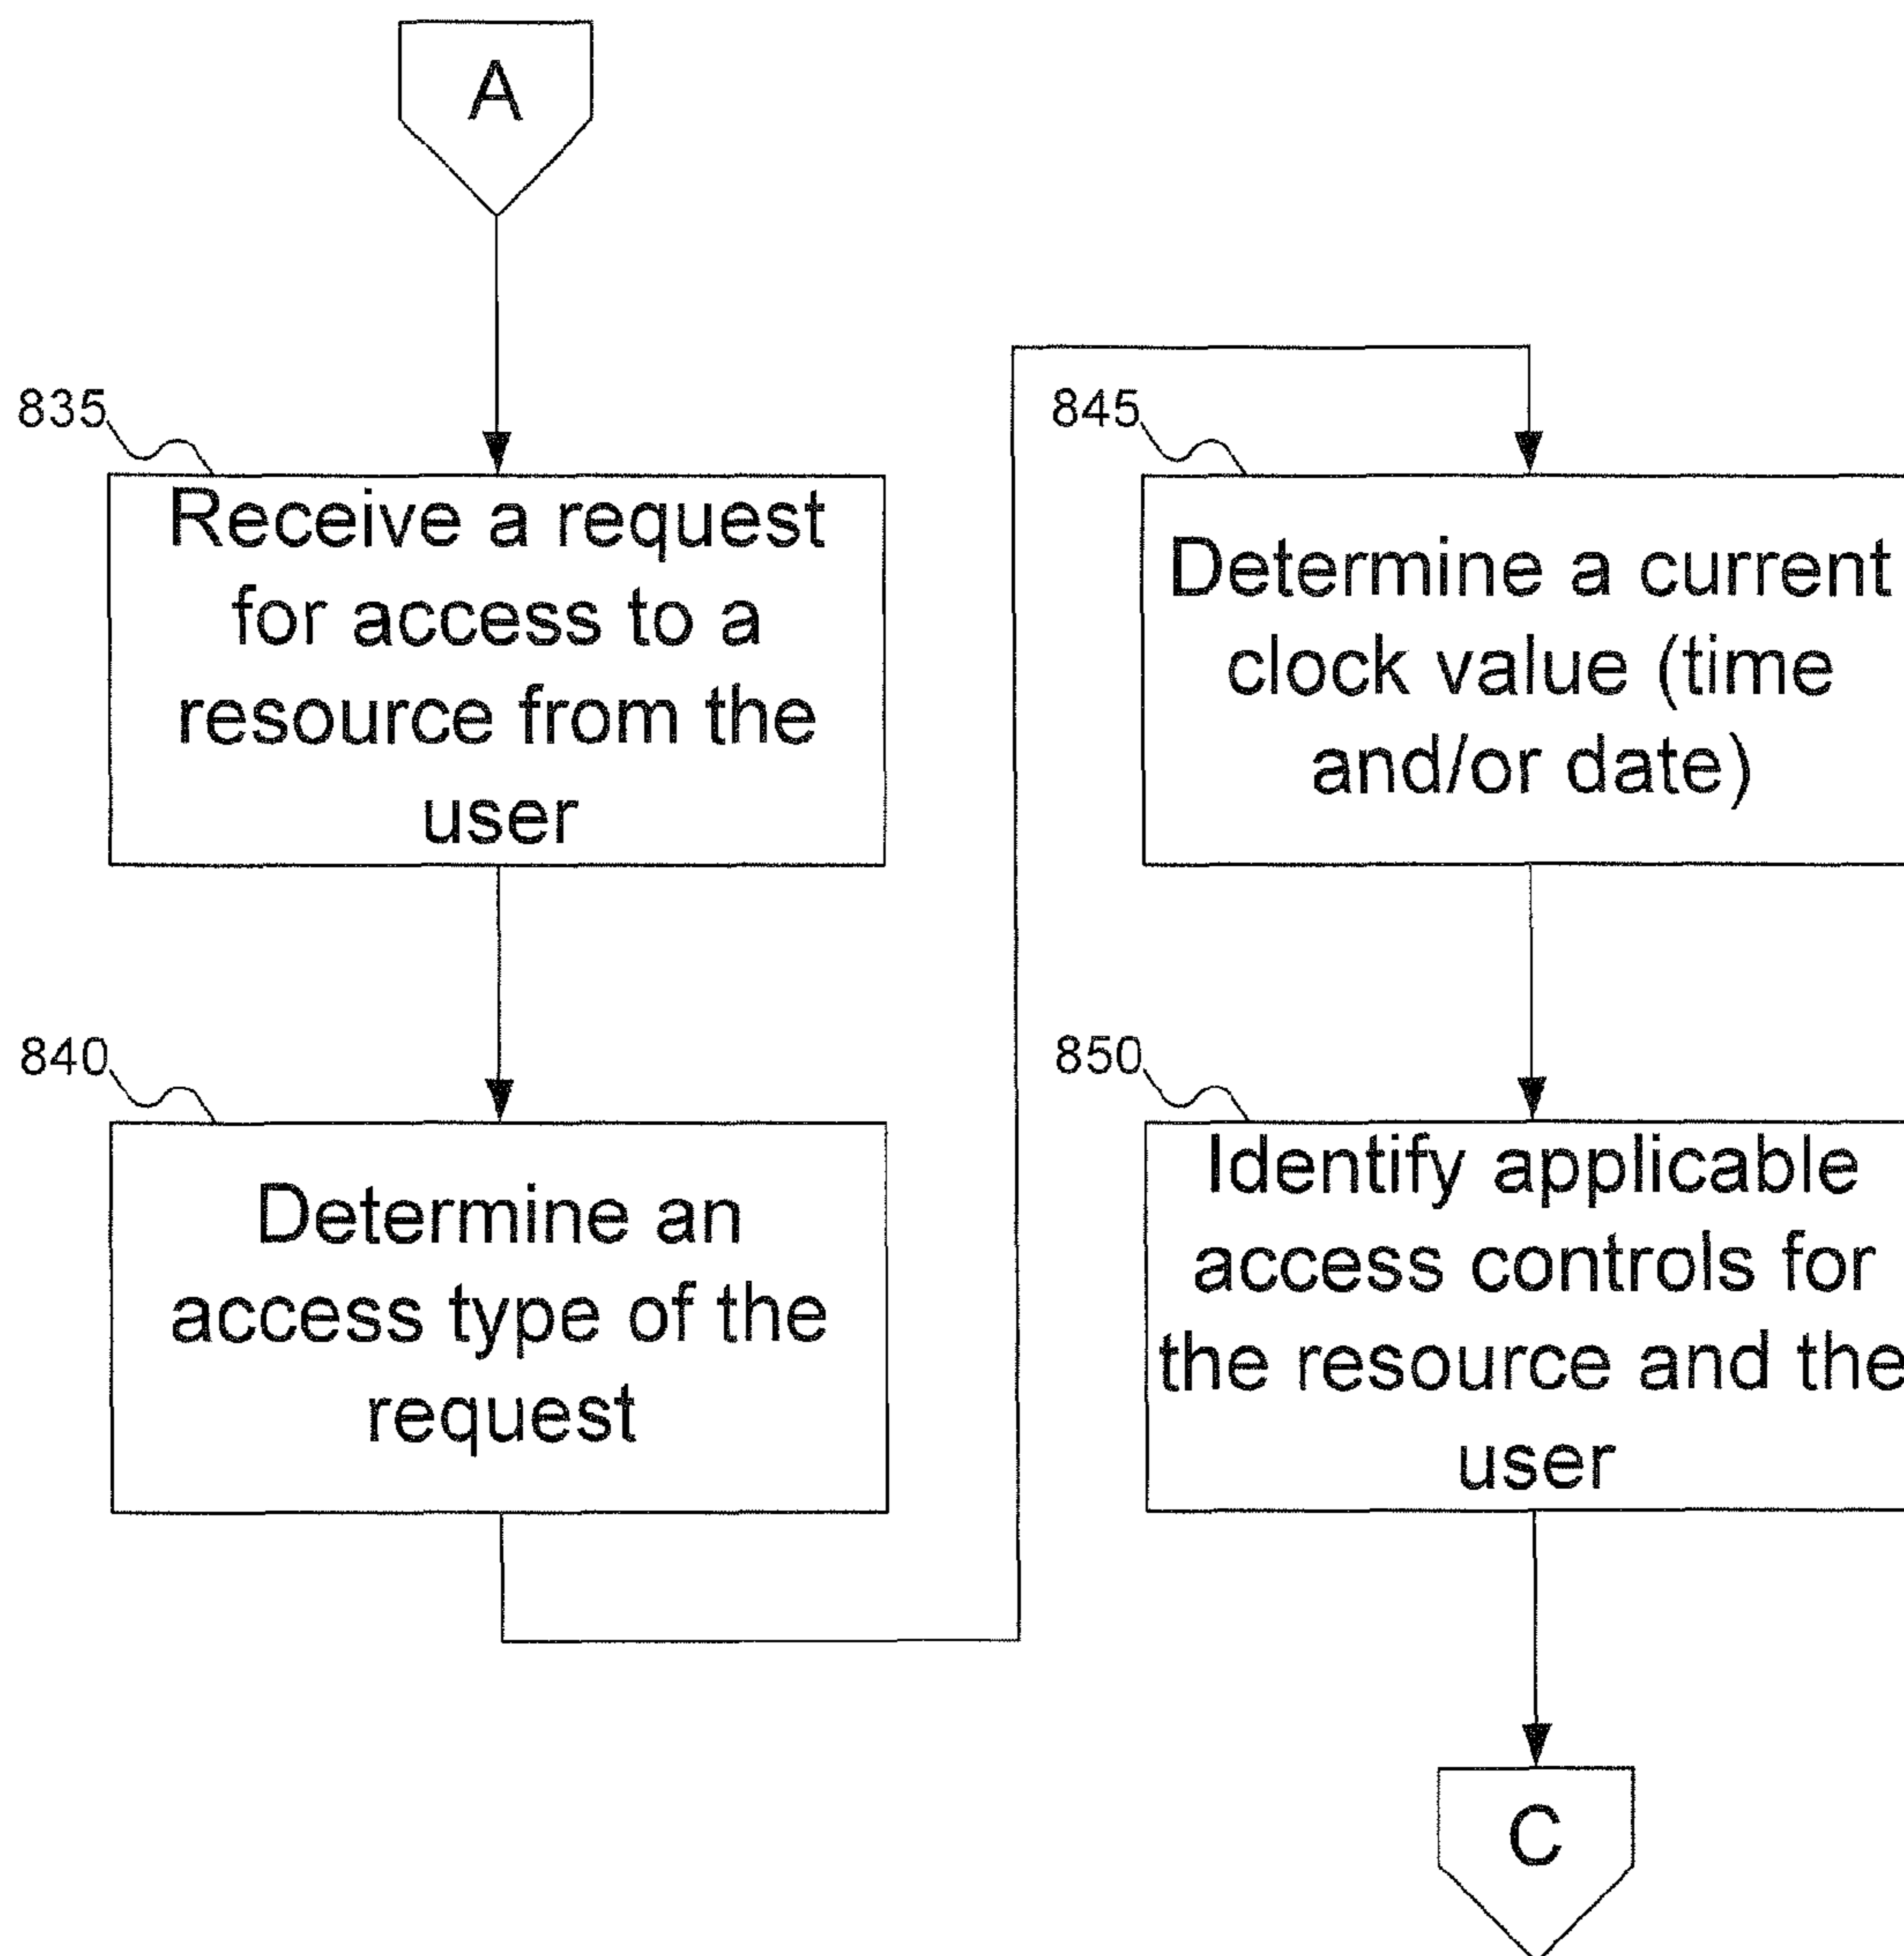 A
835
Receive a request
for access to a
resource from the
user
840
Determine an
access type of the
request
845
Determine a current
clock value (time
and/or date)
850
Identify applicable
access controls for
the resource and the
user
C